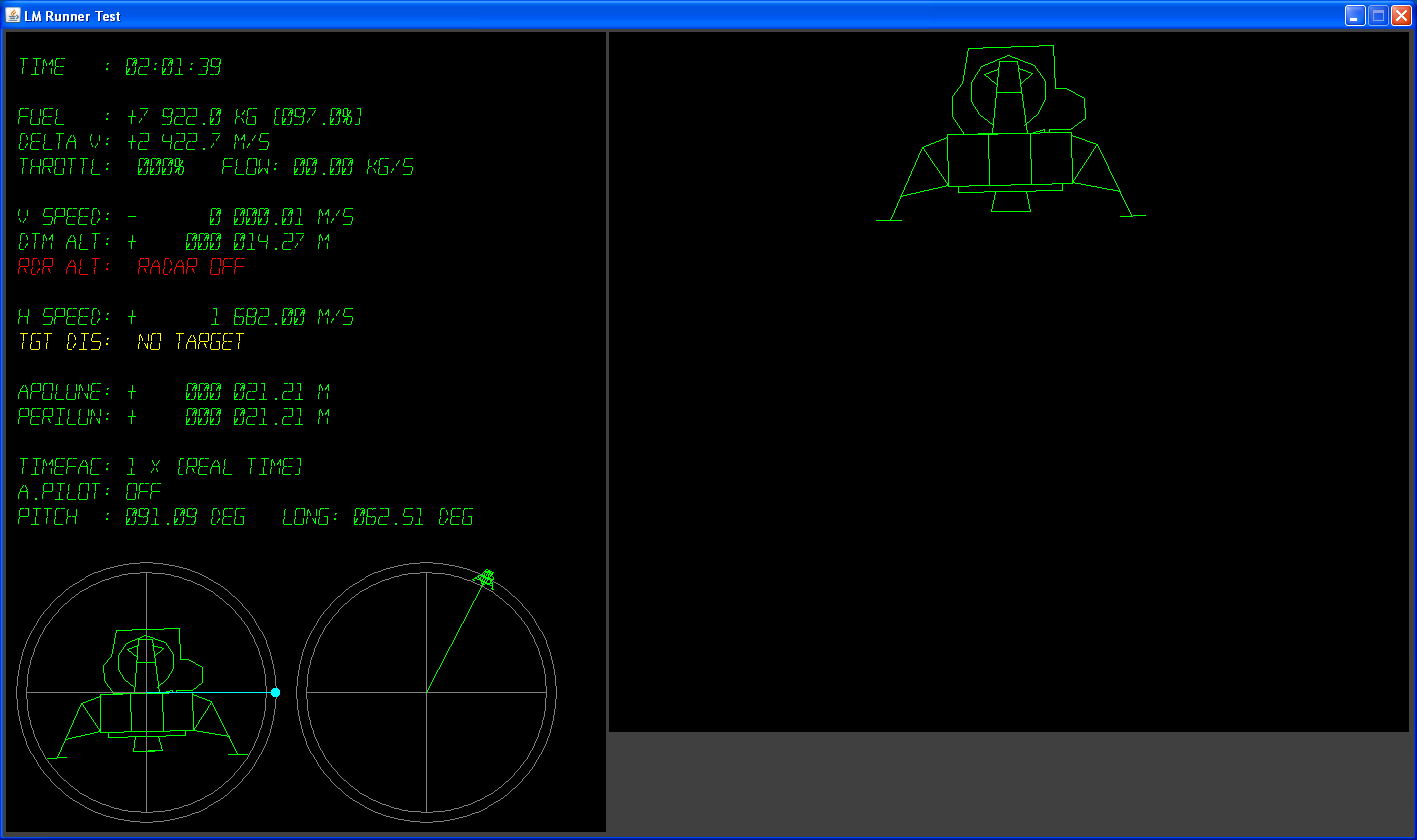 LM Runner Test
TIME : 02:01:39
FUEL : +7 922.0 KG [097.0%]
DELTA V: +2 422.7 M/S
THROTTL: 000% FLOW: 00.00 KG/S
V SPEED: - 0 000.01 M/S
DTM ALT: + 000 014.27 M
RDR ALT: RADAR OFF
H SPEED: + 1 682.00 M/S
TGT DIS: NO TARGET
APOLUNE: + 000 021.21 M
PERILUN: + 000 021.21 M
TIMEFAC: 1 X [REAL TIME]
A.PILOT: OFF
PITCH : 091.09 DEG LONG: 062.51 DEG